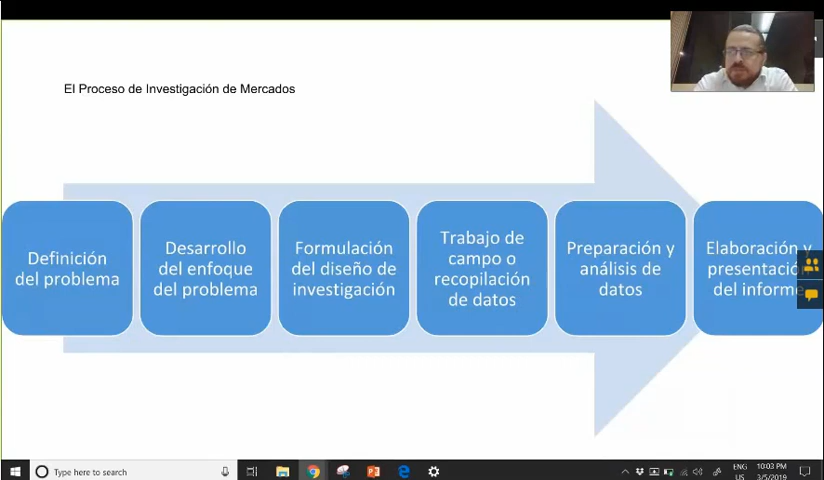 El Proceso de Investigación de Mercados
Definición
del problema
Desarrollo
del enfoque
del problema
Formulación
del diseño de
investigación
Trabajo de
campo o
recopilación
de datos
Preparación y
análisis de
datos
Elaboración y
presentación
del informe
Type here to search
ENG
US
10:03 PM
3/5/2019